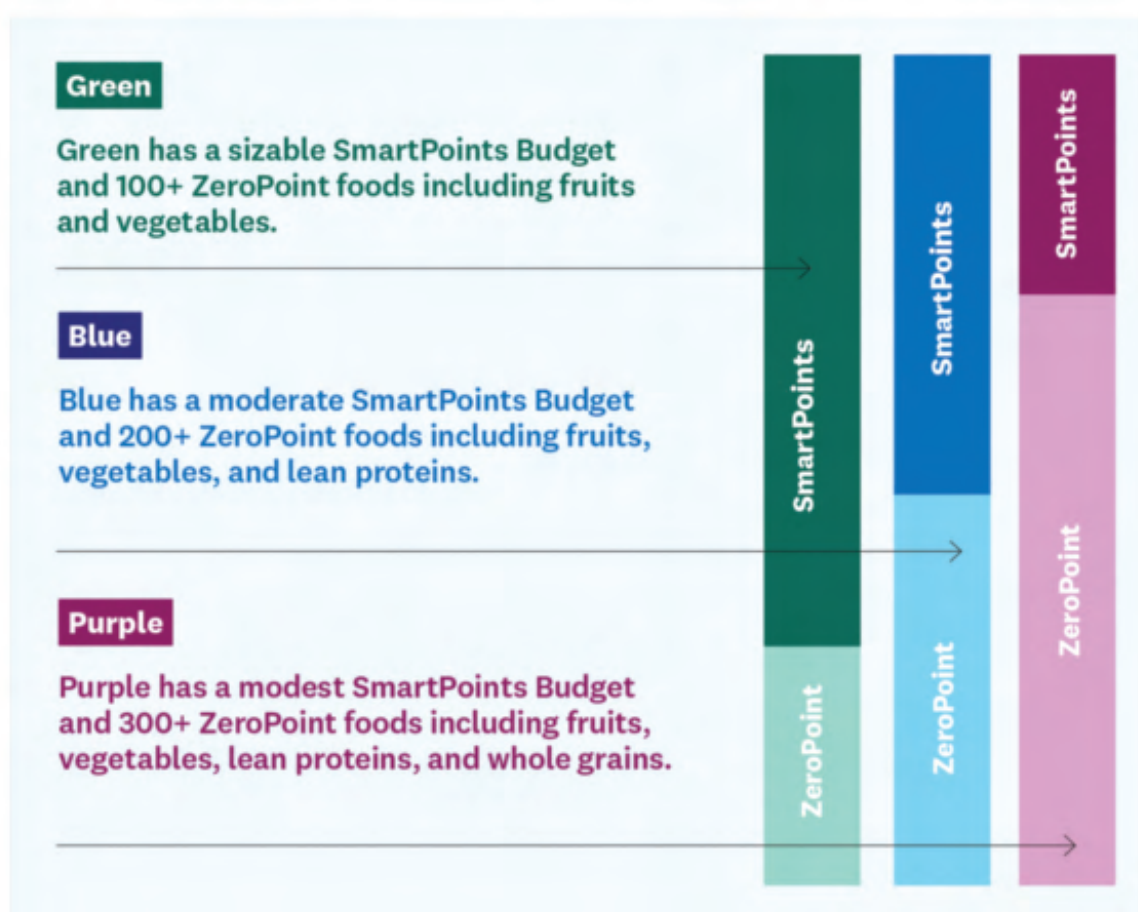 Green
Green has a sizable SmartPoints Budget
and 100+ ZeroPoint foods including fruits
and vegetables.
Blue
Blue has a moderate SmartPoints Budget
and 200+ ZeroPoint foods including fruits,
vegetables, and lean proteins.
Purple
Purple has a modest SmartPoints Budget
and 300+ ZeroPoint foods including fruits,
vegetables, lean proteins, and whole grains.
SmartPoints
ZeroPoint
SmartPoints
ZeroPoint
SmartPoints
ZeroPoint